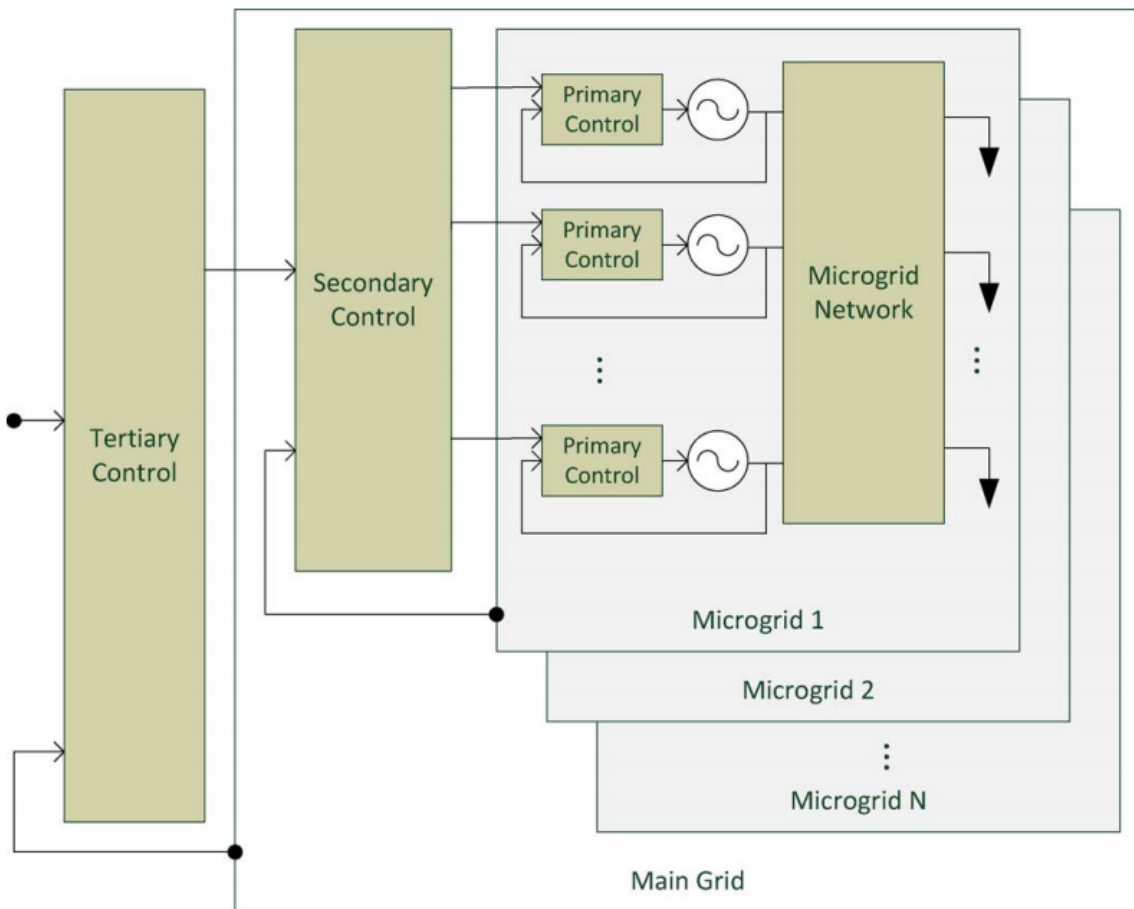 Primary
Control
Primary
Control
Secondary
Control
Microgrid
Network
⋮
⋮
Tertiary
Control
Primary
Control
Microgrid 1
Microgrid 2
⋮
Microgrid N
Main Grid